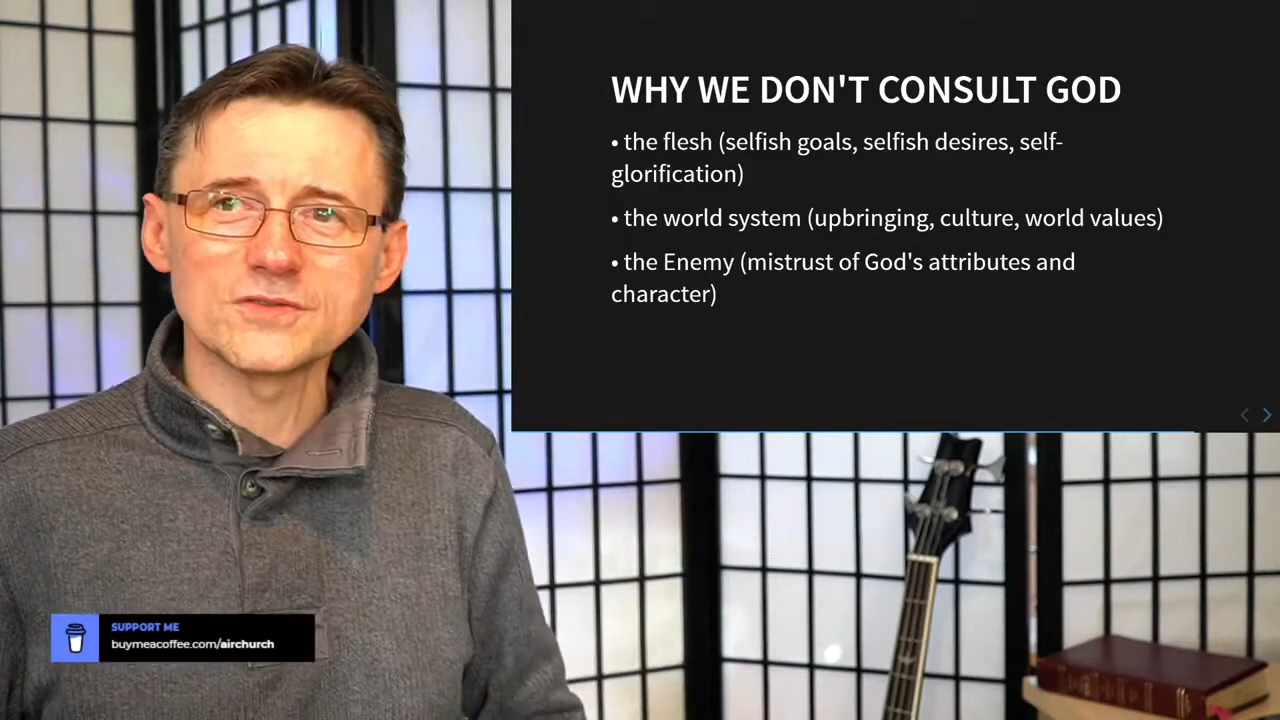 WHY WE DON'T CONSULT GOD
• the flesh (selfish goals, selfish desires, self-
glorification)
• the world system (upbringing, culture, world values)
• the Enemy (mistrust of God's attributes and
character)
SUPPORT ME
buymeacoffee.com/airchurch